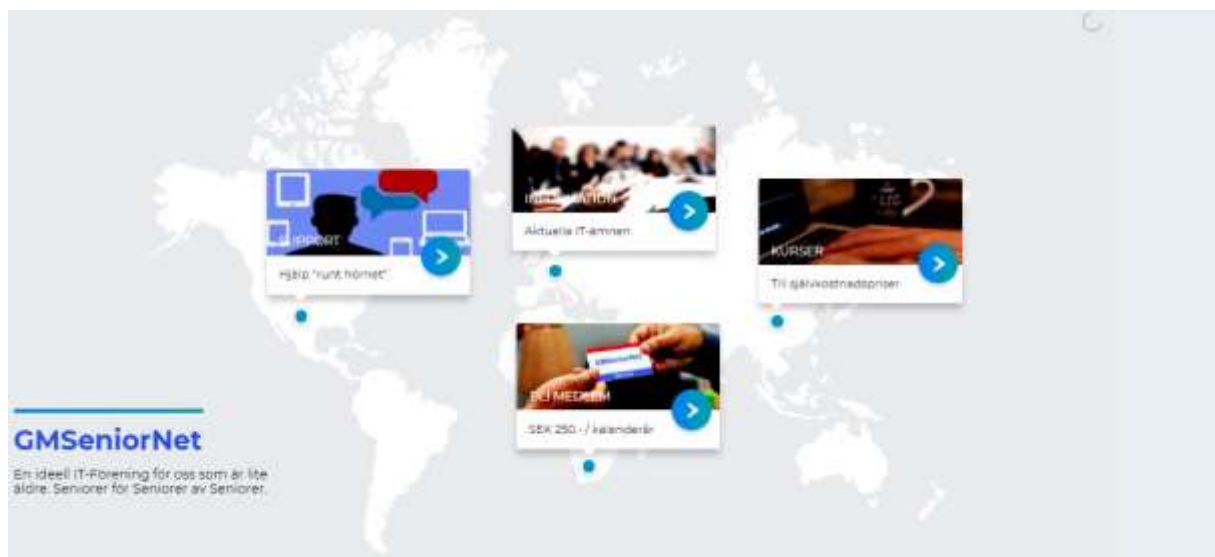 INFORMATION
Aktuella IT-ämnen
SUPPORT
Hjälp "runt hörnet"
KURSER
Till självkostnadspriser
GMSeniorNet
BLI MEDLEM
SEK 250.-/ kalenderår
GMSeniorNet
En ideell IT-Förening för oss som är lite
äldre. Seniorer för Seniorer av Seniorer.